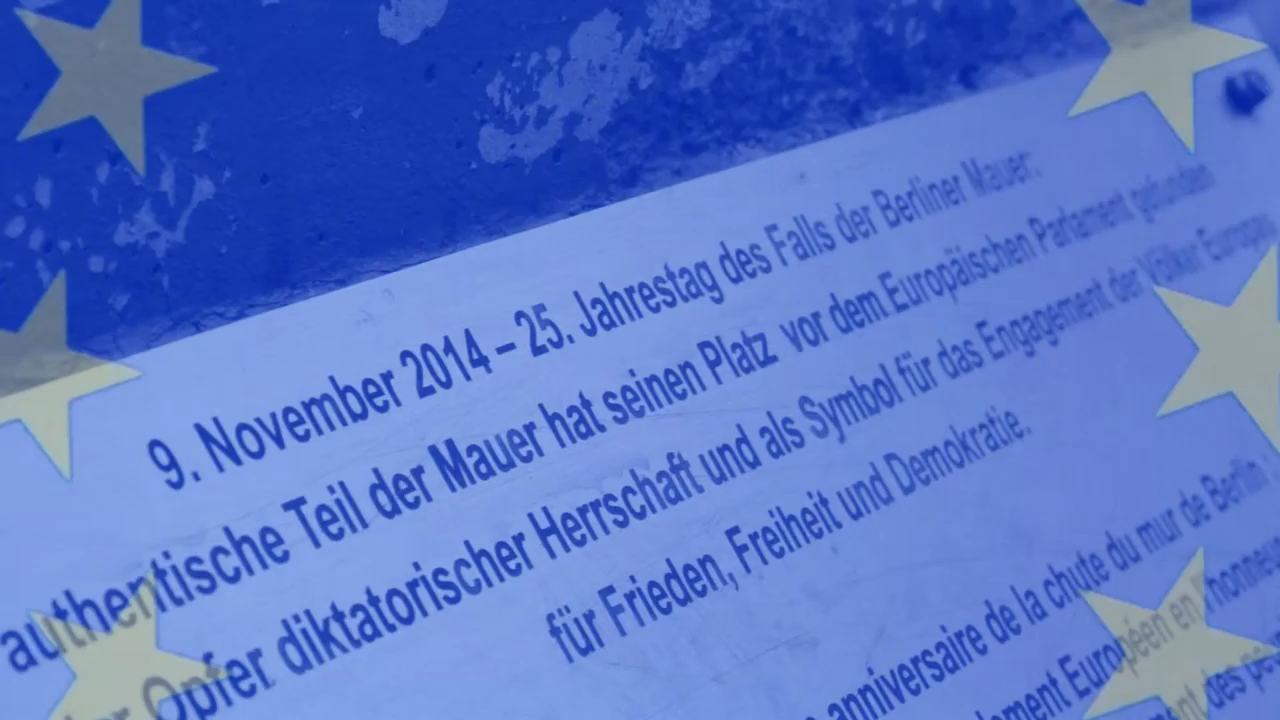 9. November 2014 – 25. Jahrestag des Falls der Berliner Mauer:
authentische Teil der Mauer hat seinen Platz vor dem Europäischen Parlament gefunden
Opfer diktatorischer Herrschaft und als Symbol für das Engagement der Völker Europas
für Frieden, Freiheit und Demokratie.
anniversaire de la chute du mur de Berlin
Européen en l'honneur
des